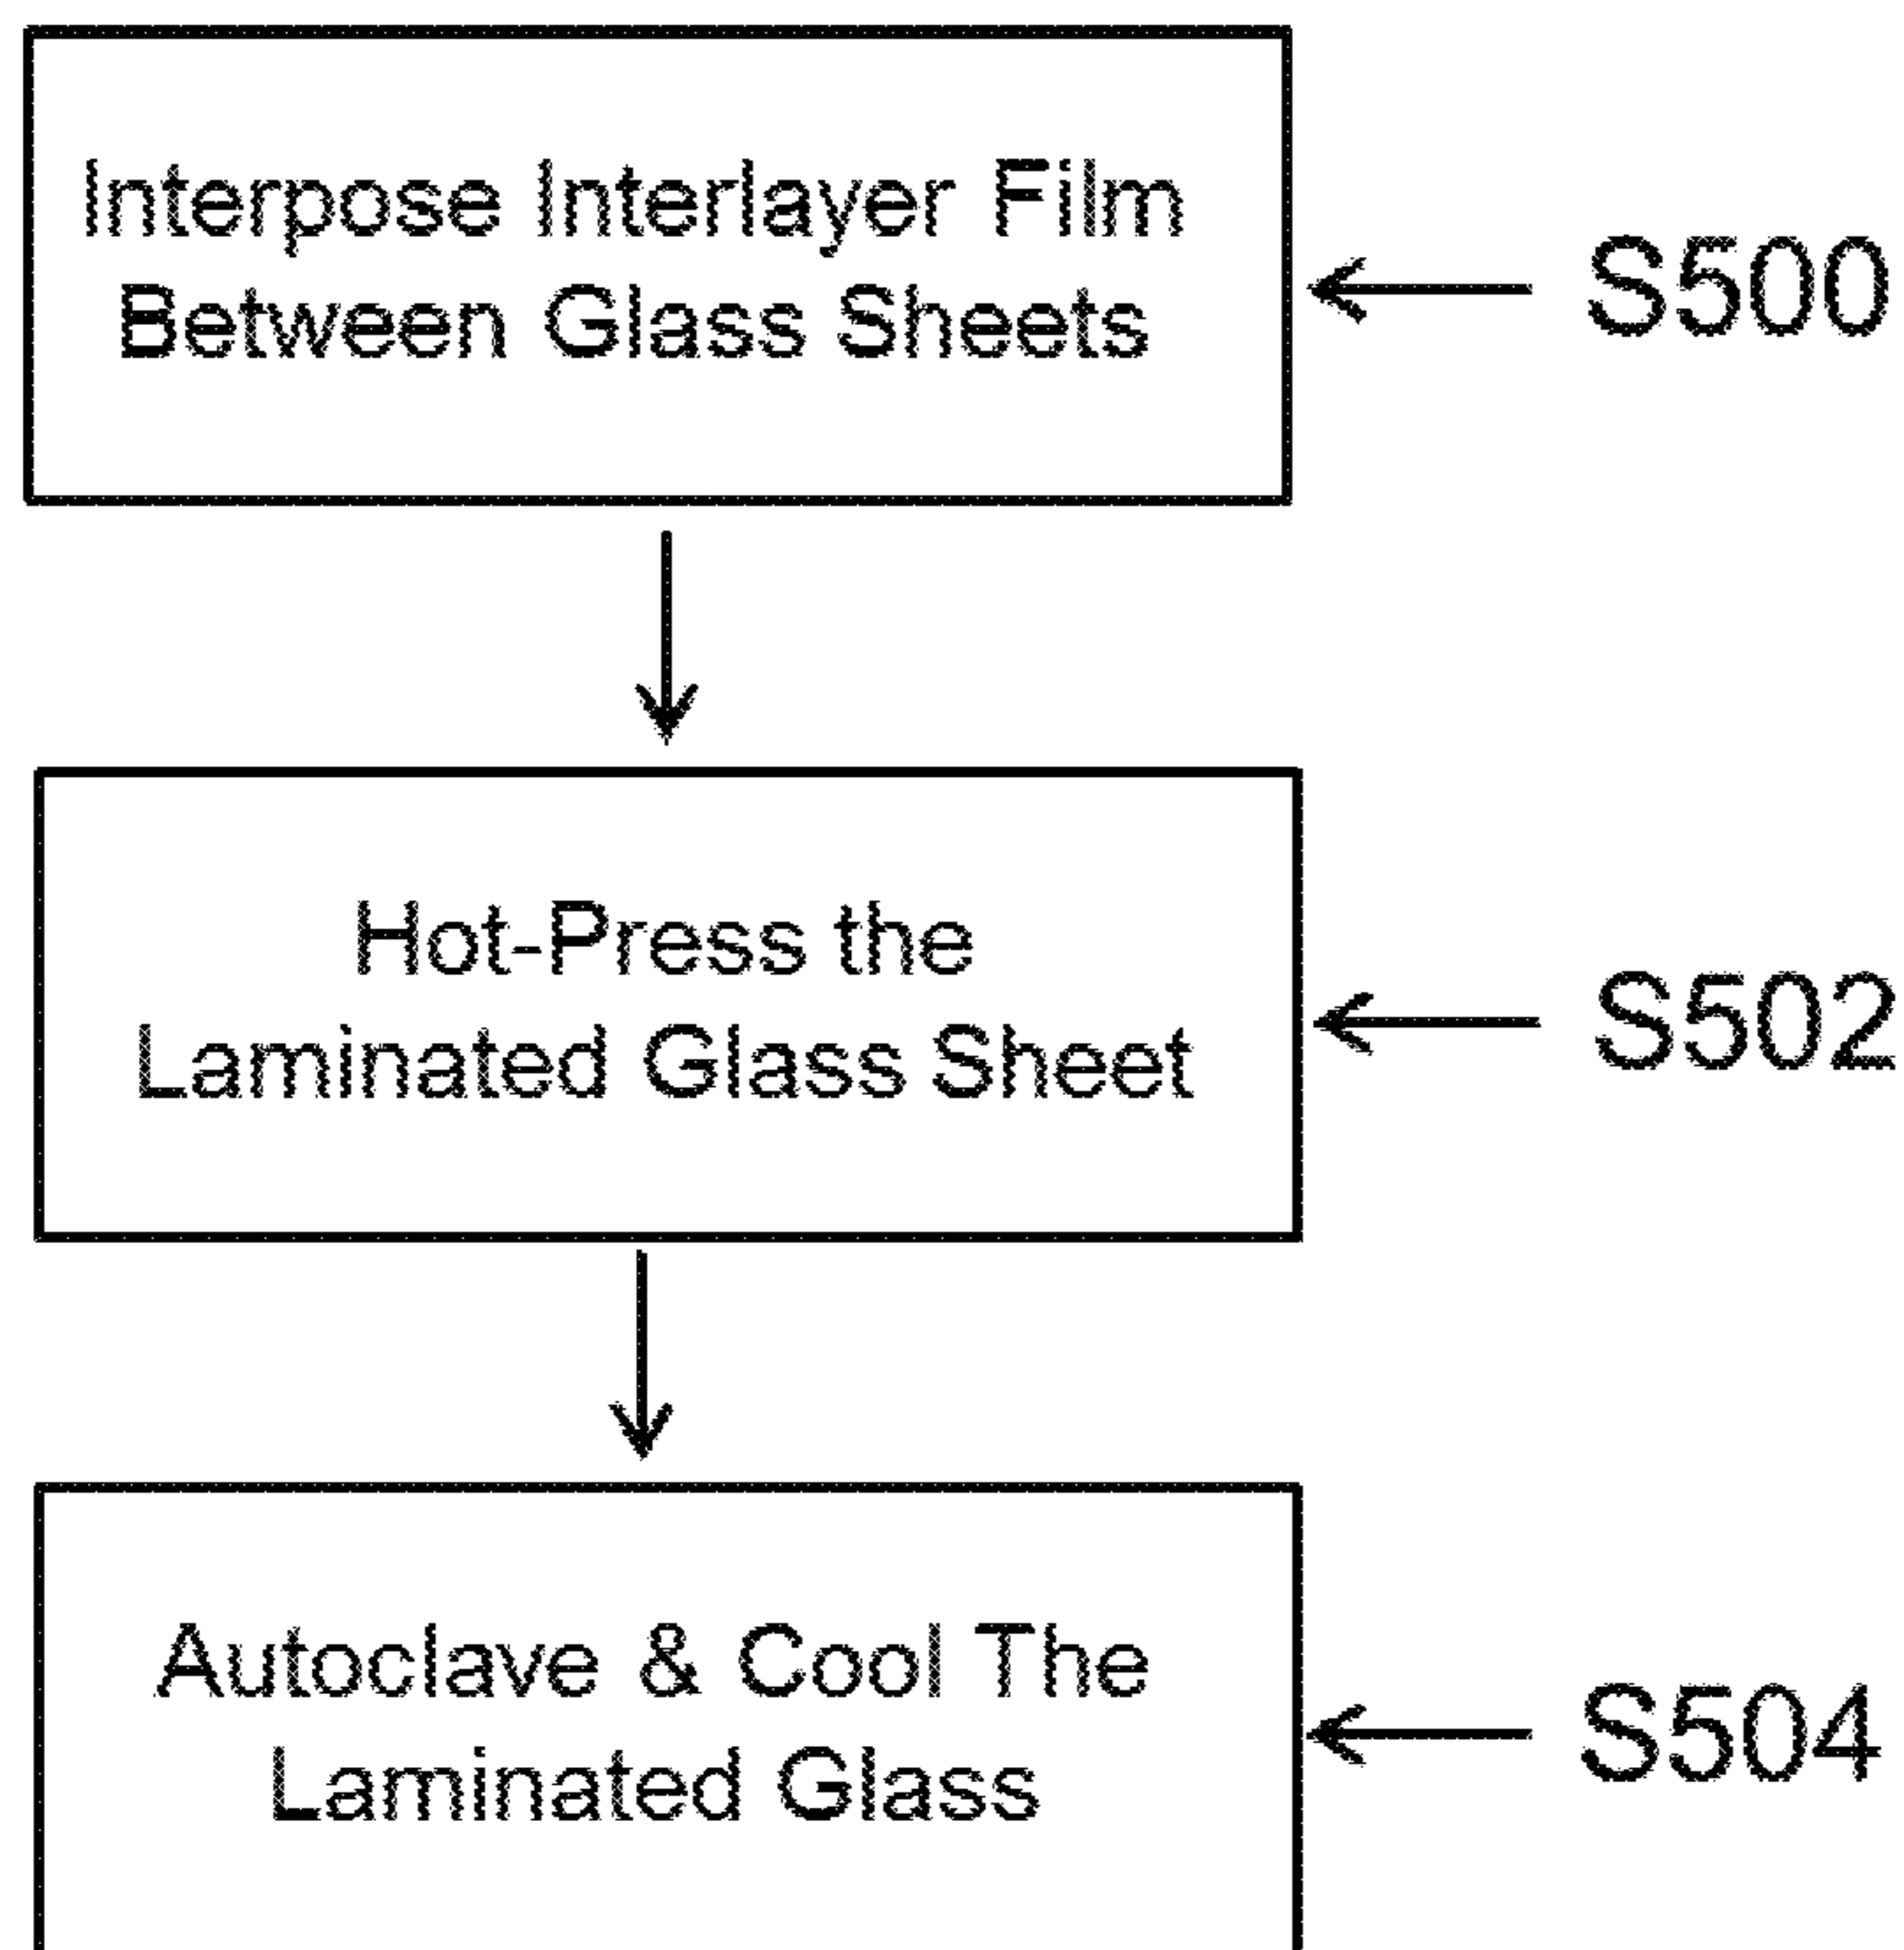 Interpose Interlayer Film
Between Glass Sheets
S500
Hot-Press the
Laminated Glass Sheet
S502
Autoclave & Cool The
Laminated Glass
S504